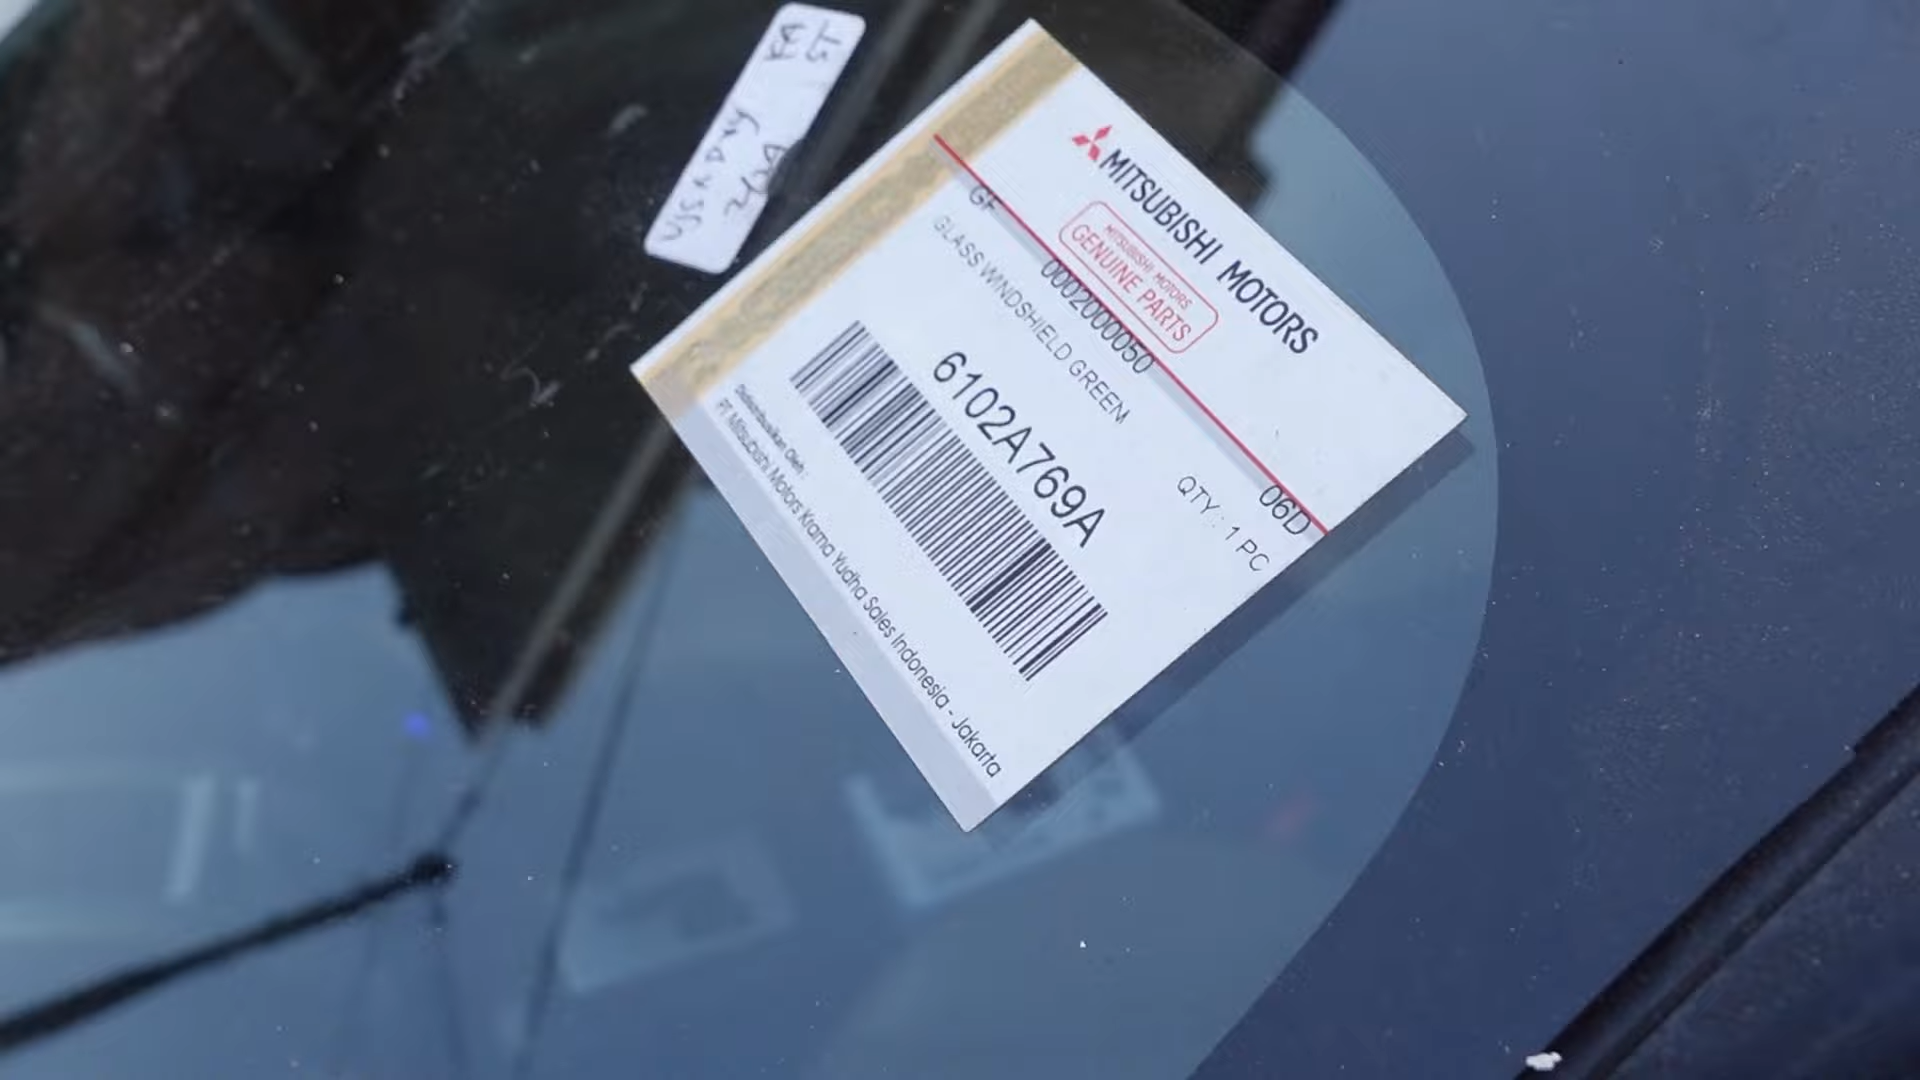 MITSUBISHI MOTORS
MITSUBISHI MOTORS
GENUINE PARTS
GF 0002000050 06D
GLASS WINDSHIELD GREEN QTY : 1 PC
6102A769A
Didistribusikan Oleh :
PT Mitsubishi Motors Krama Yudha Sales Indonesia - Jakarta